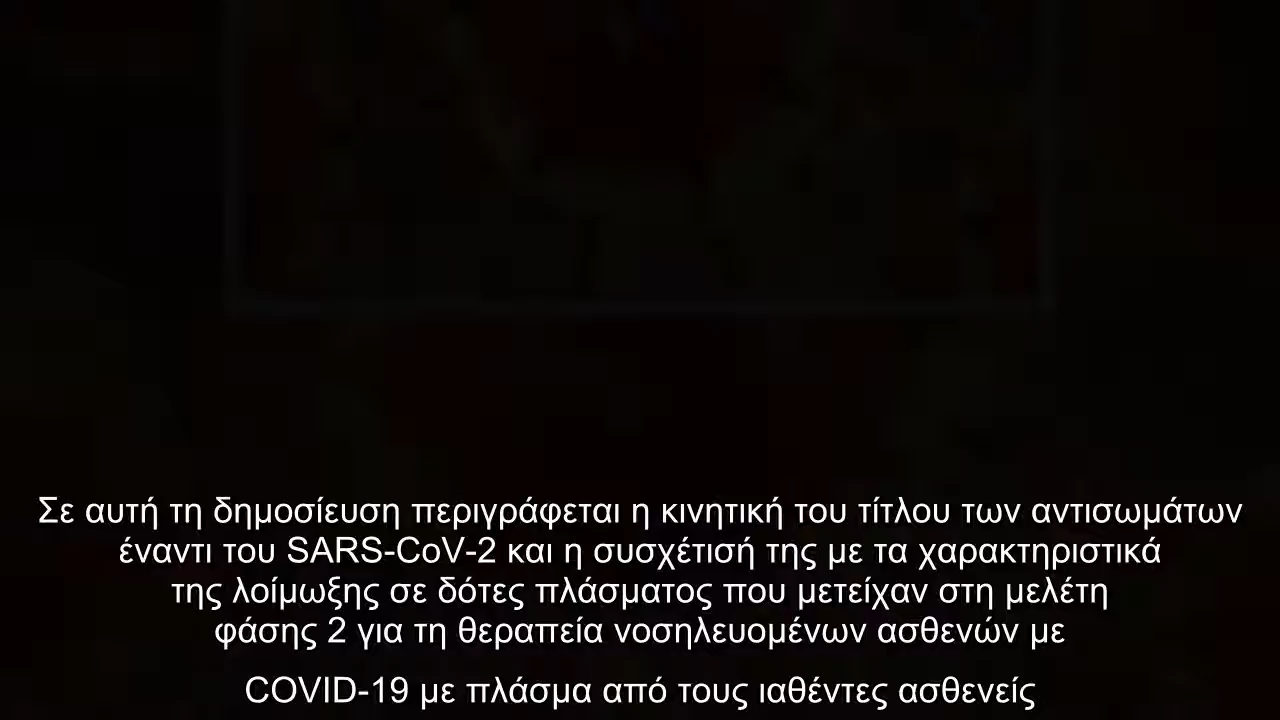 Σε αυτή τη δημοσίευση περιγράφεται η κινητική του τίτλου των αντισωμάτων
έναντι του SARS-CoV-2 και η συσχέτισή της με τα χαρακτηριστικά
της λοίμωξης σε δότες πλάσματος που μετείχαν στη μελέτη
φάσης 2 για τη θεραπεία νοσηλευομένων ασθενών με
COVID-19 με πλάσμα από τους ιαθέντες ασθενείς